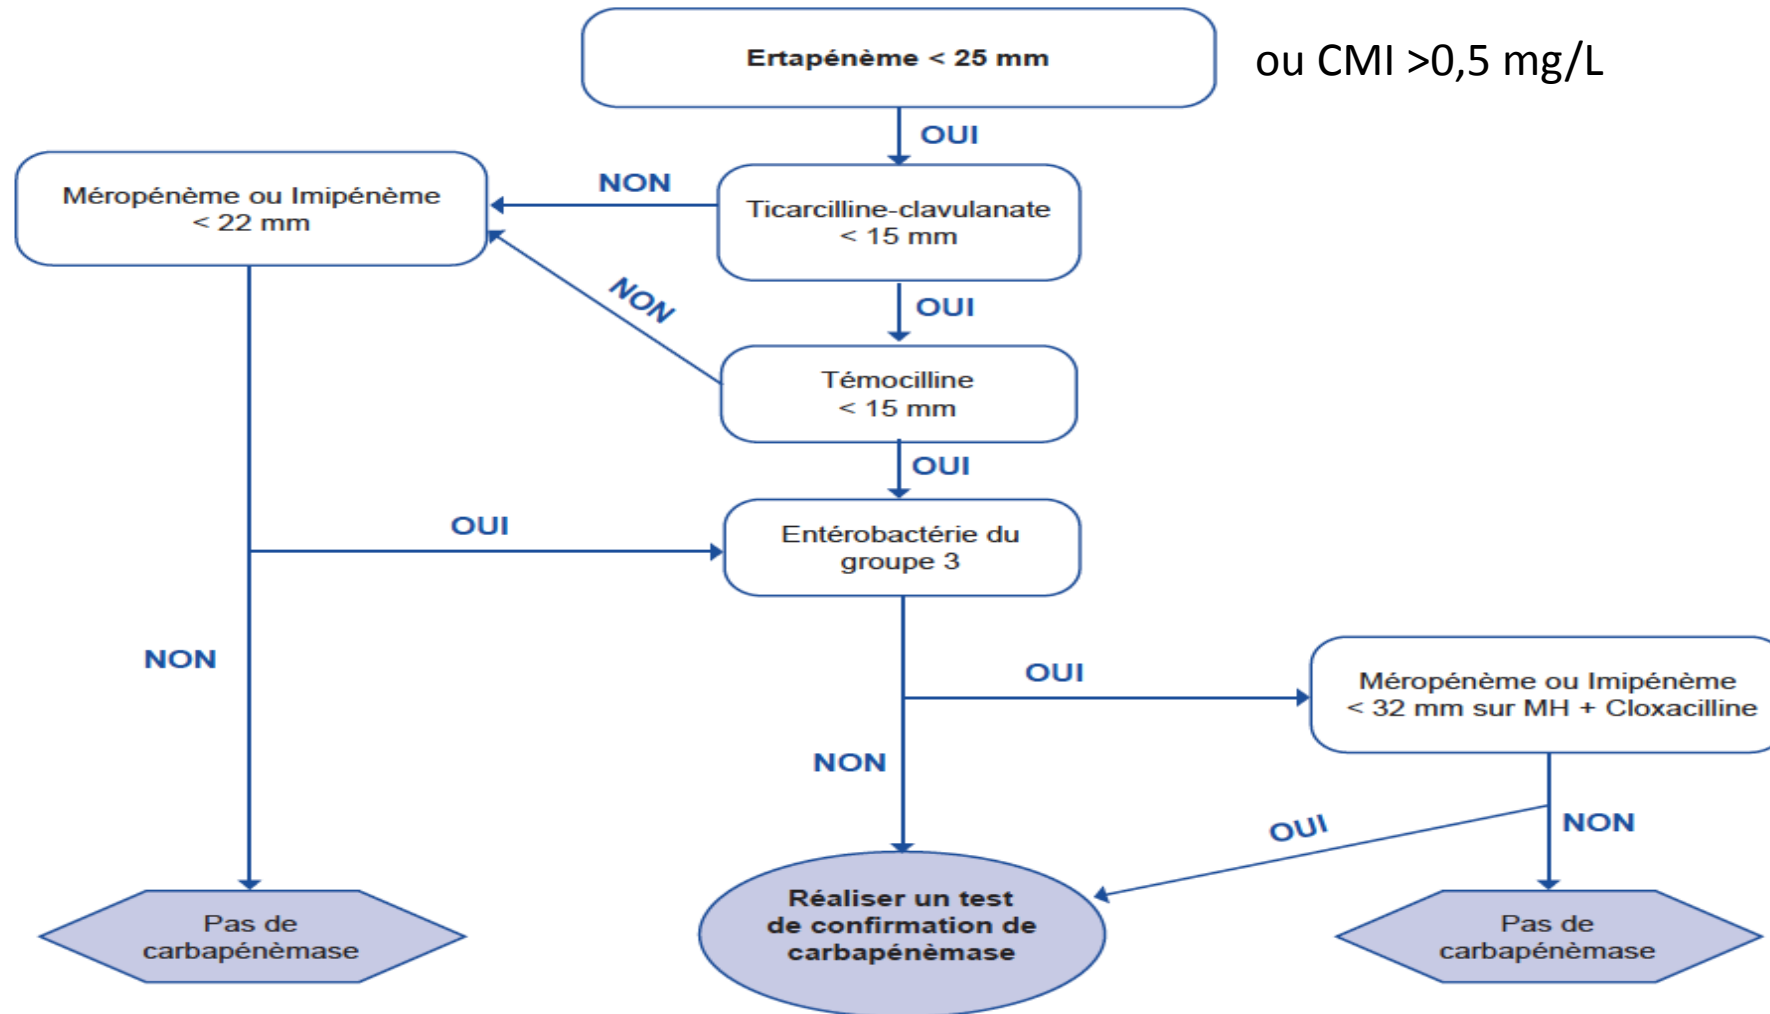 Ertapénème < 25 mm
ou CMI >0,5 mg/L
OUI
Méropénème ou Imipénème
< 22 mm
NON
Ticarcilline-clavulanate
< 15 mm
NON
OUI
Témocilline
< 15 mm
OUI
OUI
Entérobactérie du
groupe 3
NON
OUI
Méropénème ou Imipénème
< 32 mm sur MH + Cloxacilline
NON
OUI
NON
Pas de
carbapénèmase
Réaliser un test
de confirmation de
carbapénèmase
Pas de
carbapénèmase